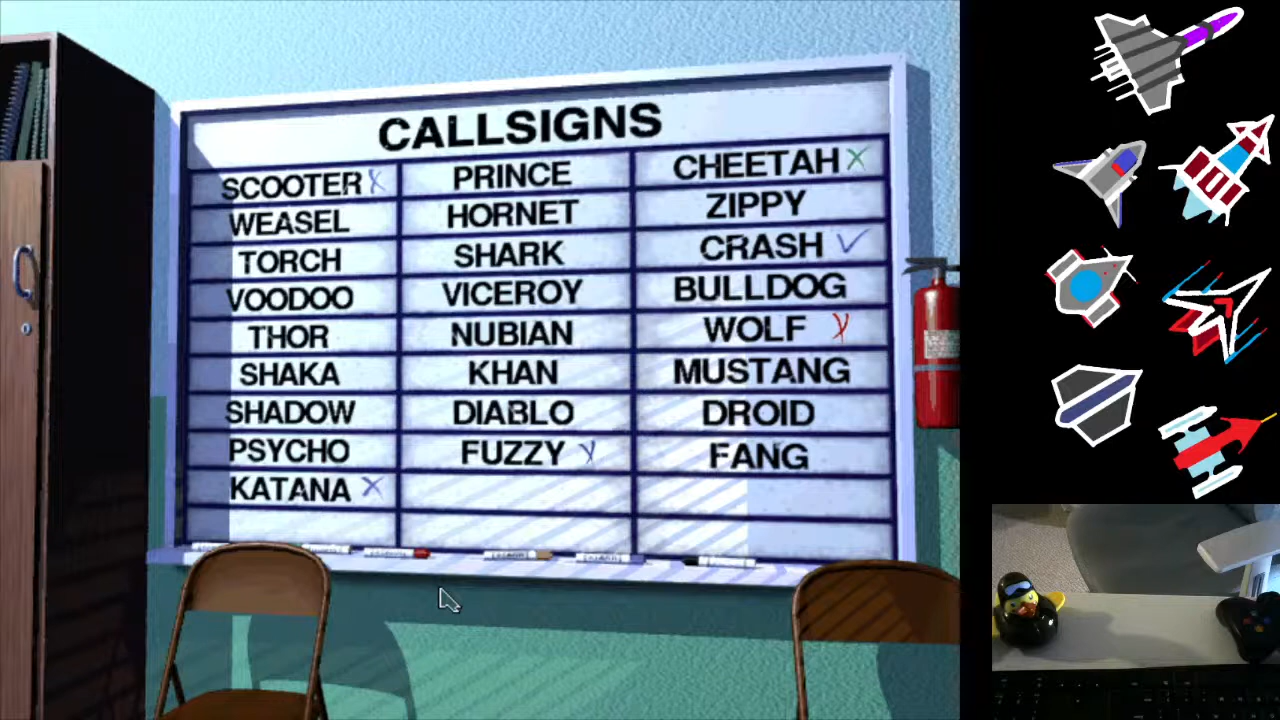 CALLSIGNS
SCOOTER X PRINCE CHEETAH X
WEASEL HORNET ZIPPY
TORCH SHARK CRASH ✓
VOODOO VICEROY BULLDOG
THOR NUBIAN WOLF X
SHAKA KHAN MUSTANG
SHADOW DIABLO DROID
PSYCHO FUZZY X FANG
KATANA X